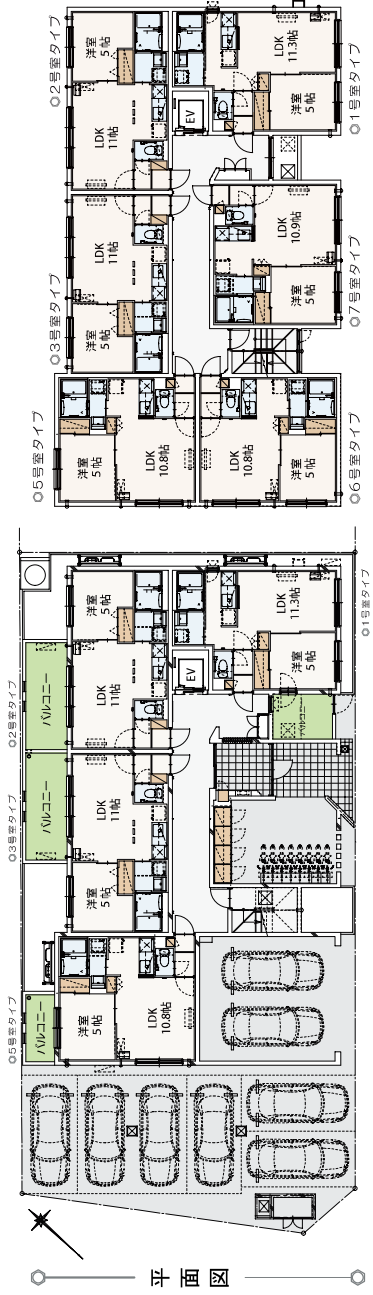 平面図
◎5号室タイプ
◎3号室タイプ
◎2号室タイプ
バルコニー
バルコニー
バルコニー
洋室
5帖
LDK
10.8帖
洋室
5帖
LDK
11帖
LDK
11帖
洋室
5帖
EV
洋室
5帖
LDK
11.3帖
バルコニー
◎1号室タイプ
◎5号室タイプ
◎3号室タイプ
◎2号室タイプ
洋室
5帖
LDK
10.8帖
洋室
5帖
LDK
11帖
LDK
11帖
洋室
5帖
LDK
10.8帖
洋室
5帖
洋室
5帖
LDK
10.9帖
EV
洋室
5帖
LDK
11.3帖
◎6号室タイプ
◎7号室タイプ
◎1号室タイプ